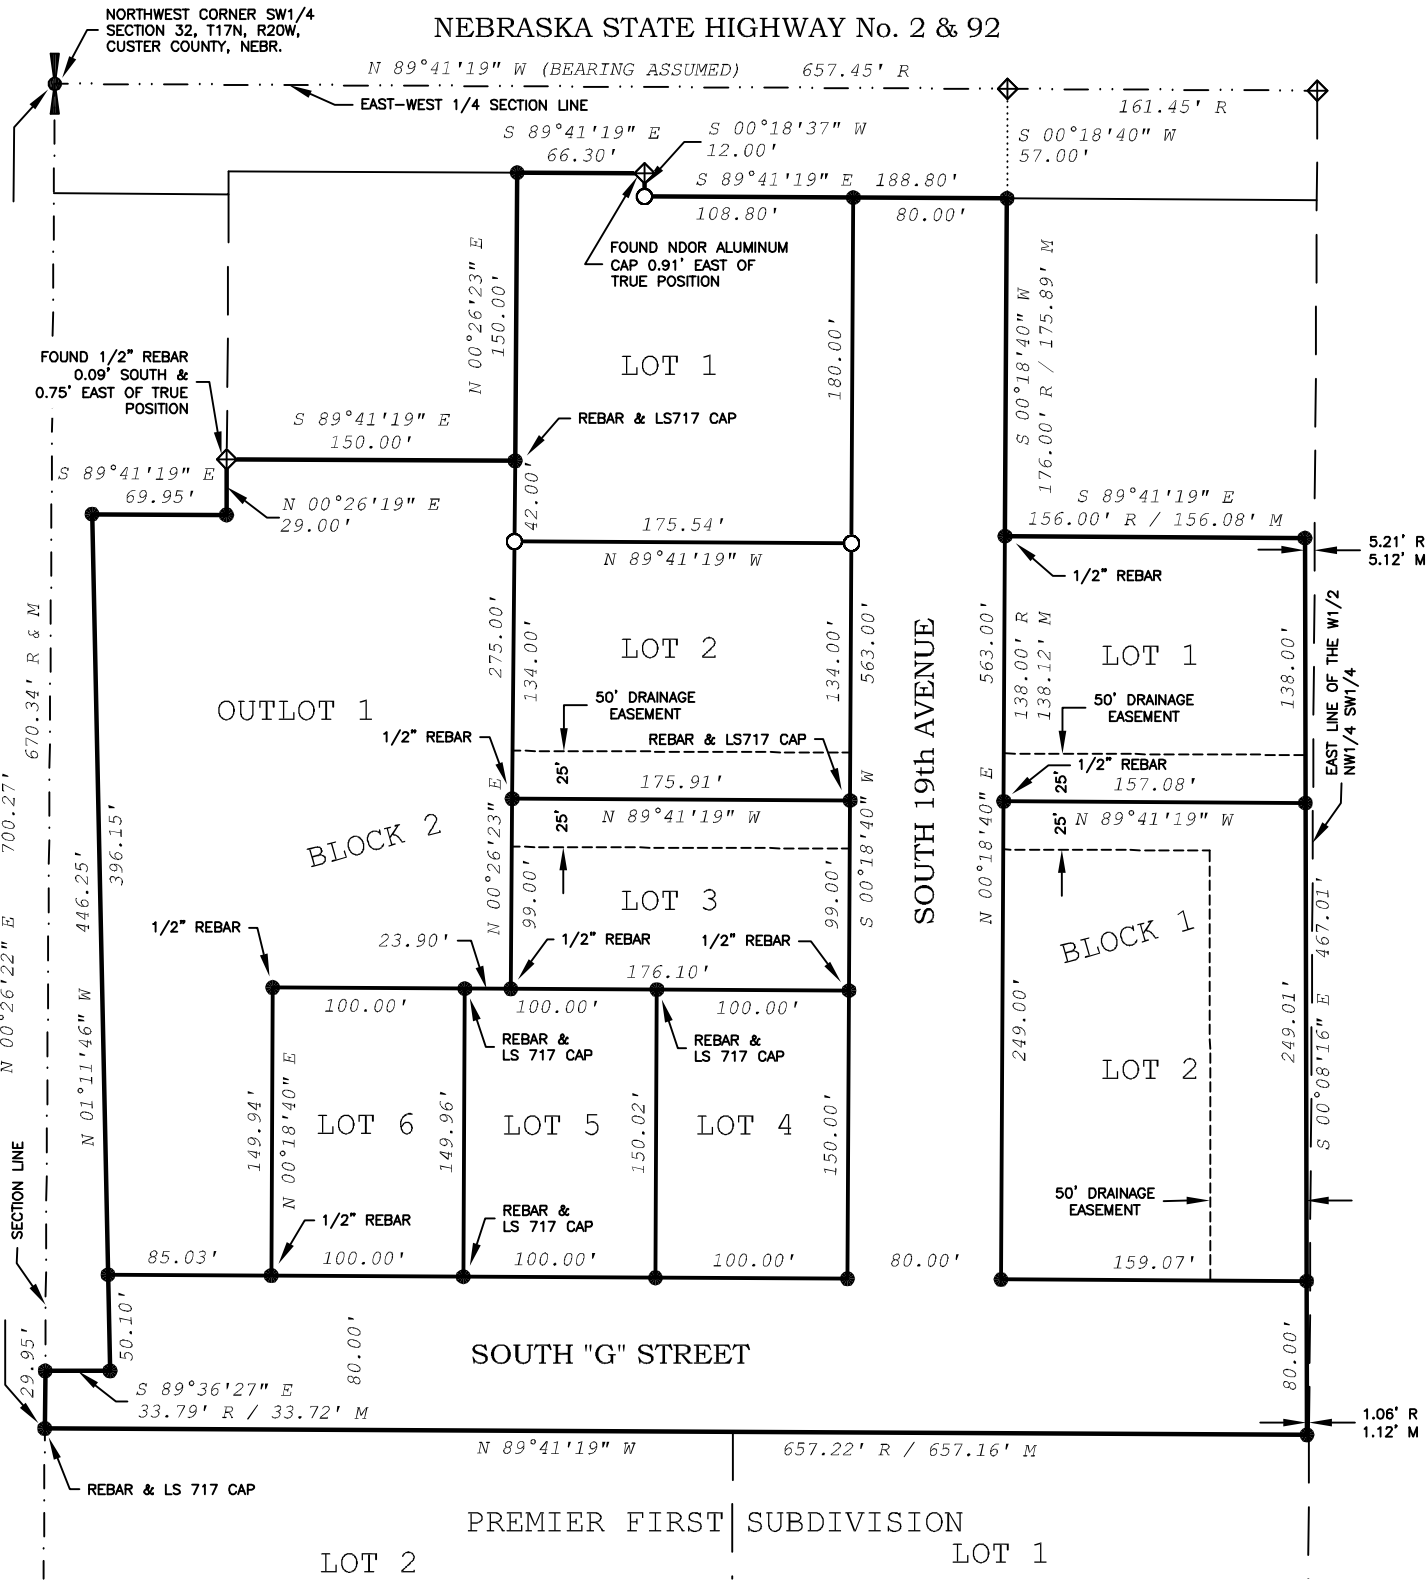 NORTHWEST CORNER SW1/4
SECTION 32, T17N, R20W,
CUSTER COUNTY, NEBR.
NEBRASKA STATE HIGHWAY No. 2 & 92
N 89°41'19" W (BEARING ASSUMED) 657.45' R
EAST-WEST 1/4 SECTION LINE
161.45' R
S 89°41'19" E
66.30'
S 00°18'37" W
12.00'
S 00°18'40" W
57.00'
S 89°41'19" E 188.80'
108.80'
80.00'
FOUND NDOR ALUMINUM
CAP 0.91' EAST OF
TRUE POSITION
N 00°26'23" E
150.00'
S 00°18'40" W
176.00' R / 175.89' M
180.00'
LOT 1
FOUND 1/2" REBAR
0.09' SOUTH &
0.75' EAST OF TRUE
POSITION
S 89°41'19" E
150.00'
REBAR & LS717 CAP
S 89°41'19" E
69.95'
N 00°26'19" E
29.00'
42.00'
175.54'
N 89°41'19" W
S 89°41'19" E
156.00' R / 156.08' M
5.21' R
5.12' M
1/2" REBAR
670.34' R & M
275.00'
134.00'
LOT 2
134.00'
563.00'
SOUTH 19th AVENUE
563.00'
138.00' R
138.12' M
LOT 1
138.00'
EAST LINE OF THE W1/2
NW1/4 SW1/4
OUTLOT 1
50' DRAINAGE
EASEMENT
50' DRAINAGE
EASEMENT
1/2" REBAR
REBAR & LS717 CAP
25'
175.91'
1/2" REBAR
25'
157.08'
25'
N 89°41'19" W
25'
N 89°41'19" W
N 00°26'22" E 700.27'
446.25'
396.15'
BLOCK 2
N 00°26'23" E
99.00'
LOT 3
99.00'
S 00°18'40" W
N 00°18'40" E
BLOCK 1
467.01'
1/2" REBAR
23.90'
1/2" REBAR
1/2" REBAR
176.10'
100.00'
100.00'
100.00'
REBAR &
LS 717 CAP
REBAR &
LS 717 CAP
N 01°11'46" W
149.94'
N 00°18'40" E
LOT 6
149.96'
LOT 5
150.02'
LOT 4
150.00'
249.00'
LOT 2
249.01'
S 00°08'16" E
SECTION LINE
1/2" REBAR
REBAR &
LS 717 CAP
50' DRAINAGE
EASEMENT
85.03'
100.00'
100.00'
100.00'
80.00'
159.07'
29.95'
50.10'
80.00'
SOUTH "G" STREET
80.00'
S 89°36'27" E
33.79' R / 33.72' M
1.06' R
1.12' M
N 89°41'19" W
657.22' R / 657.16' M
REBAR & LS 717 CAP
PREMIER FIRST SUBDIVISION
LOT 2
LOT 1